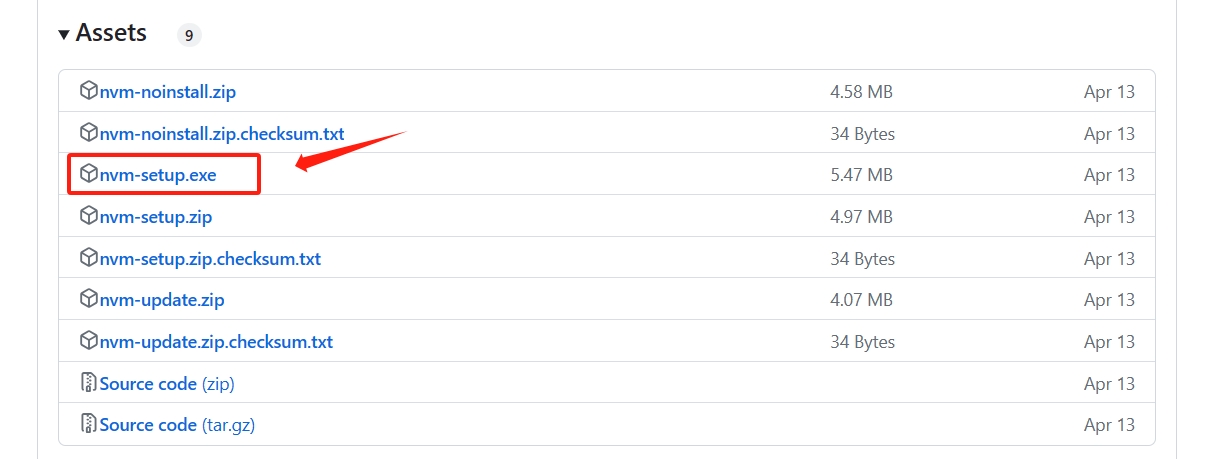 Assets 9
nvm-noinstall.zip 4.58 MB Apr 13
nvm-noinstall.zip.checksum.txt 34 Bytes Apr 13
nvm-setup.exe 5.47 MB Apr 13
nvm-setup.zip 4.97 MB Apr 13
nvm-setup.zip.checksum.txt 34 Bytes Apr 13
nvm-update.zip 4.07 MB Apr 13
nvm-update.zip.checksum.txt 34 Bytes Apr 13
Source code (zip) Apr 13
Source code (tar.gz) Apr 13